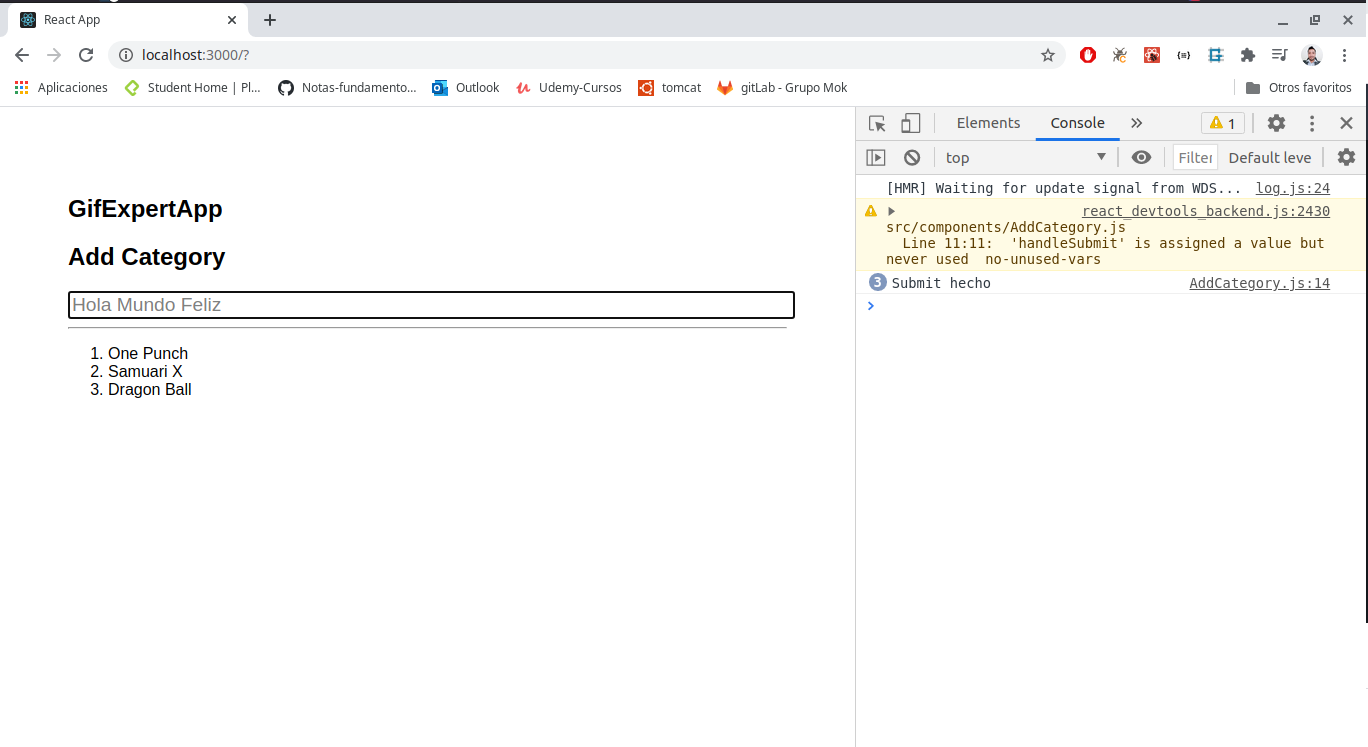 React App
localhost:3000/?
Aplicaciones Student Home | Pl... Notas-fundamento... Outlook Udemy-Cursos tomcat gitLab - Grupo Mok Otros favoritos
GifExpertApp
Add Category
Hola Mundo Feliz
1. One Punch
2. Samuari X
3. Dragon Ball
Elements Console 1
top Filter Default leve
[HMR] Waiting for update signal from WDS... log.js:24
react_devtools_backend.js:2430
src/components/AddCategory.js
Line 11:11: 'handleSubmit' is assigned a value but
never used no-unused-vars
3 Submit hecho AddCategory.js:14